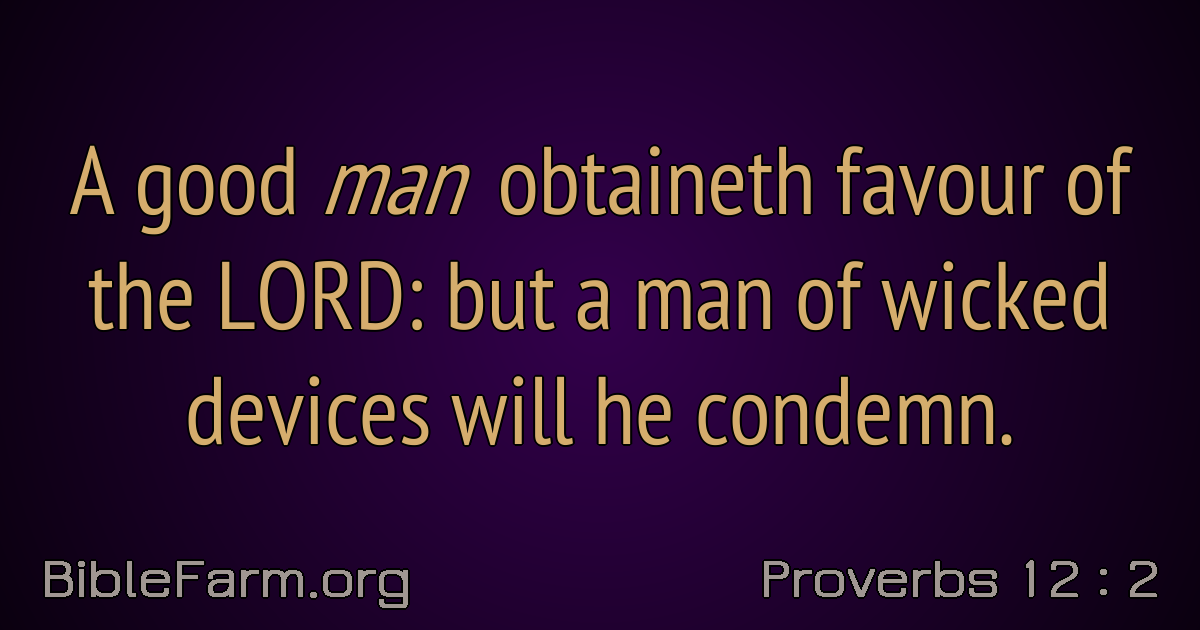 A good man obtaineth favour of
the LORD: but a man of wicked
devices will he condemn.
BibleFarm.org
Proverbs 12 : 2